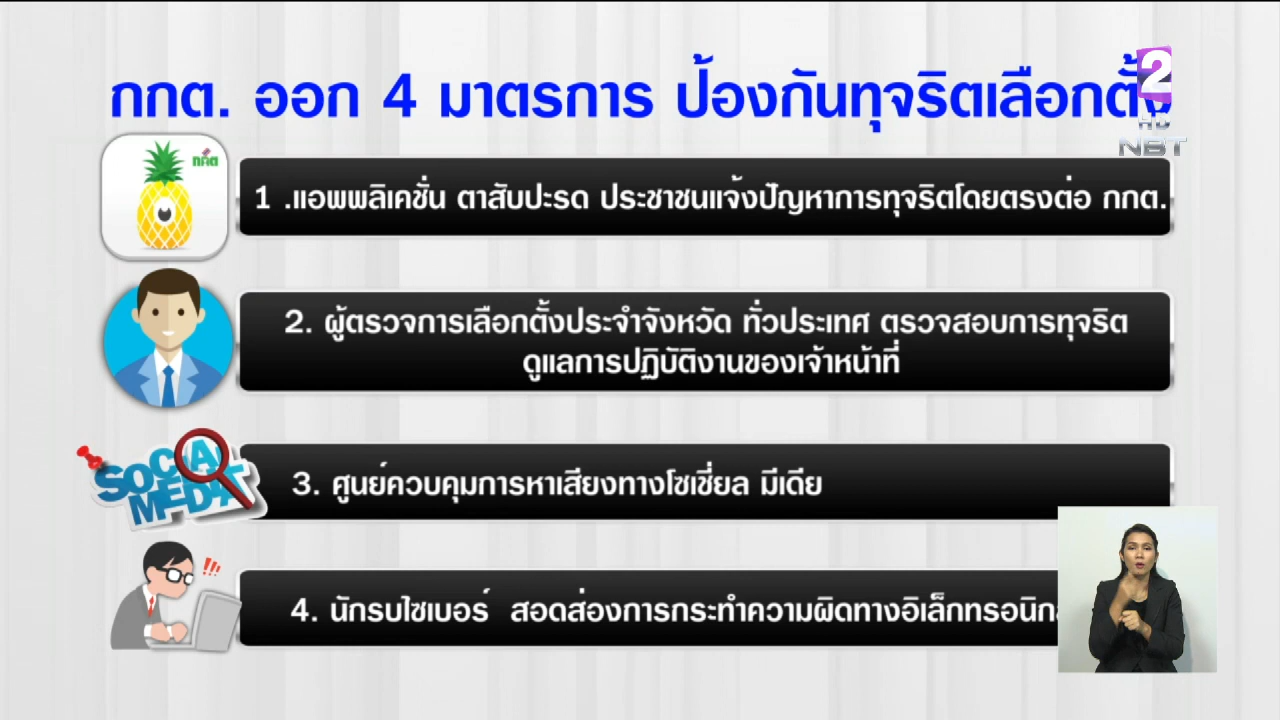 กกต. ออก 4 มาตรการ ป้องกันทุจริตเลือกตั้ง
2
HD
NBT
กกต
1 .แอพพลิเคชั่น ตาสับปะรด ประชาชนแจ้งปัญหาการทุจริตโดยตรงต่อ กกต.
2. ผู้ตรวจการเลือกตั้งประจำจังหวัด ทั่วประเทศ ตรวจสอบการทุจริต
ดูแลการปฏิบัติงานของเจ้าหน้าที่
SOCIAL
MEDIA
3. ศูนย์ควบคุมการหาเสียงทางโซเชี่ยล มีเดีย
!!!
4. นักรบไซเบอร์ สอดส่องการกระทำความผิดทาง